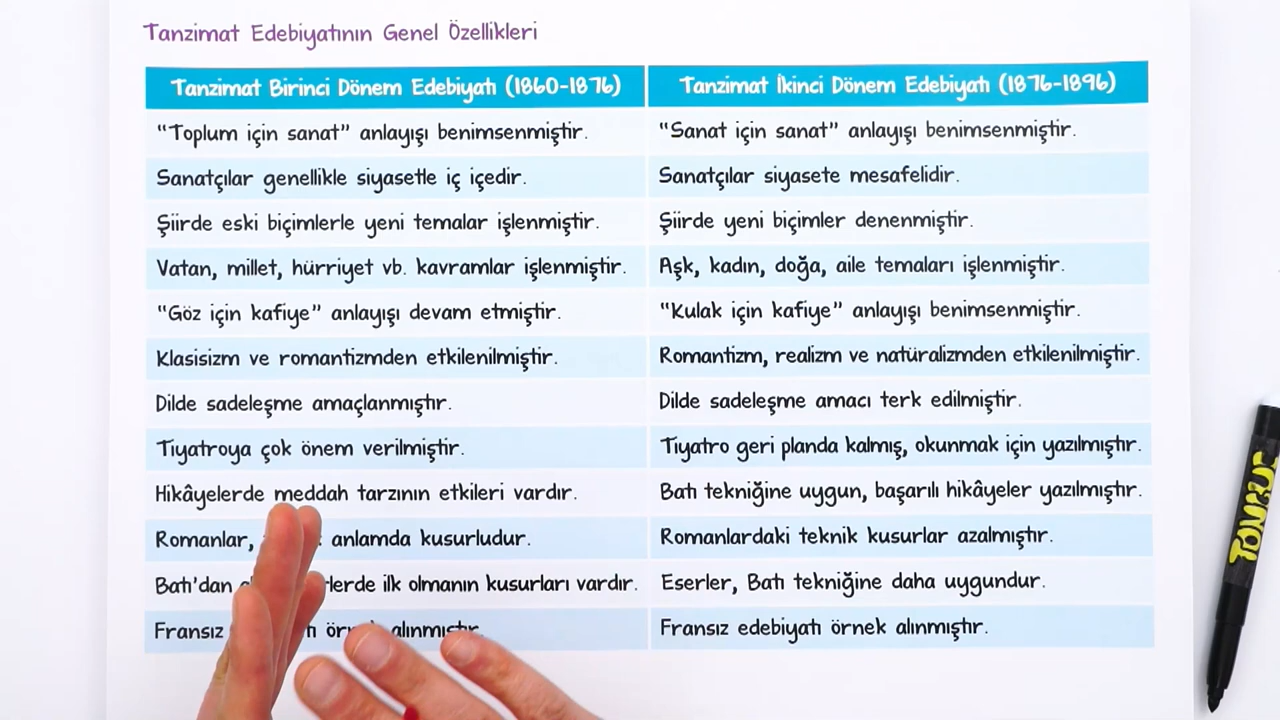 Tanzimat Edebiyatının Genel Özellikleri
Tanzimat Birinci Dönem Edebiyatı (1860-1876)
Tanzimat İkinci Dönem Edebiyatı (1876-1896)
"Toplum için sanat" anlayışı benimsenmiştir.
"Sanat için sanat" anlayışı benimsenmiştir.
Sanatçılar genellikle siyasetle iç içedir.
Sanatçılar siyasete mesafelidir.
Şiirde eski biçimlerle yeni temalar işlenmiştir.
Şiirde yeni biçimler denenmiştir.
Vatan, millet, hürriyet vb. kavramlar işlenmiştir.
Aşk, kadın, doğa, aile temaları işlenmiştir.
"Göz için kafiye" anlayışı devam etmiştir.
"Kulak için kafiye" anlayışı benimsenmiştir.
Klasisizm ve romantizmden etkilenilmiştir.
Romantizm, realizm ve natüralizmden etkilenilmiştir.
Dilde sadeleşme amaçlanmıştır.
Dilde sadeleşme amacı terk edilmiştir.
Tiyatroya çok önem verilmiştir.
Tiyatro geri planda kalmış, okunmak için yazılmıştır.
Hikâyelerde meddah tarzının etkileri vardır.
Batı tekniğine uygun, başarılı hikâyeler yazılmıştır.
Romanlar, anlamda kusurludur.
Romanlardaki teknik kusurlar azalmıştır.
Batı'dan ilk olmanın kusurları vardır.
Eserler, Batı tekniğine daha uygundur.
Fransız alınmıştır.
Fransız edebiyatı örnek alınmıştır.
TOMBUL